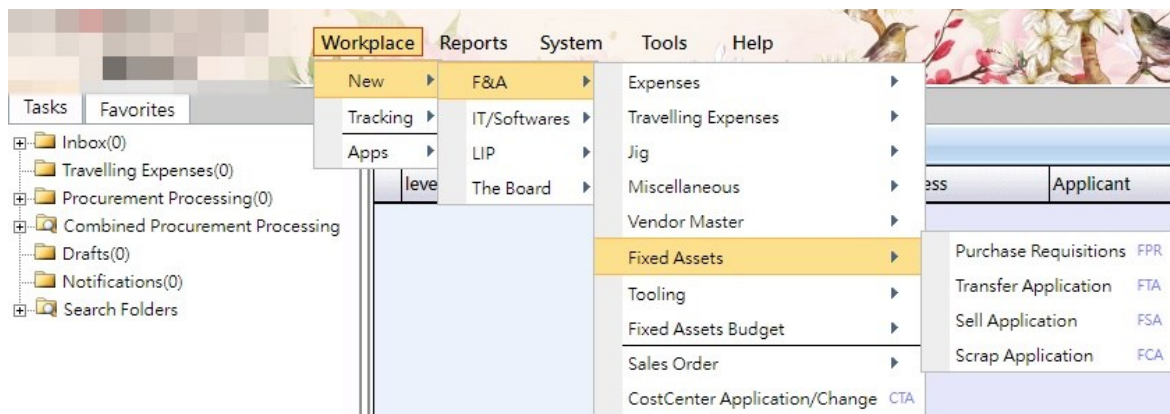 Workplace Reports System Tools Help
New F&A Expenses
Tasks Favorites
Tracking IT/Softwares Travelling Expenses
Inbox(0)
Apps LIP Jig
Travelling Expenses(0)
leve The Board Miscellaneous ess Applicant
Procurement Processing(0)
Vendor Master
Combined Procurement Processing
Drafts(0)
Fixed Assets Purchase Requisitions FPR
Notifications(0)
Tooling Transfer Application FTA
Search Folders
Fixed Assets Budget Sell Application FSA
Sales Order Scrap Application FCA
CostCenter Application/Change CTA